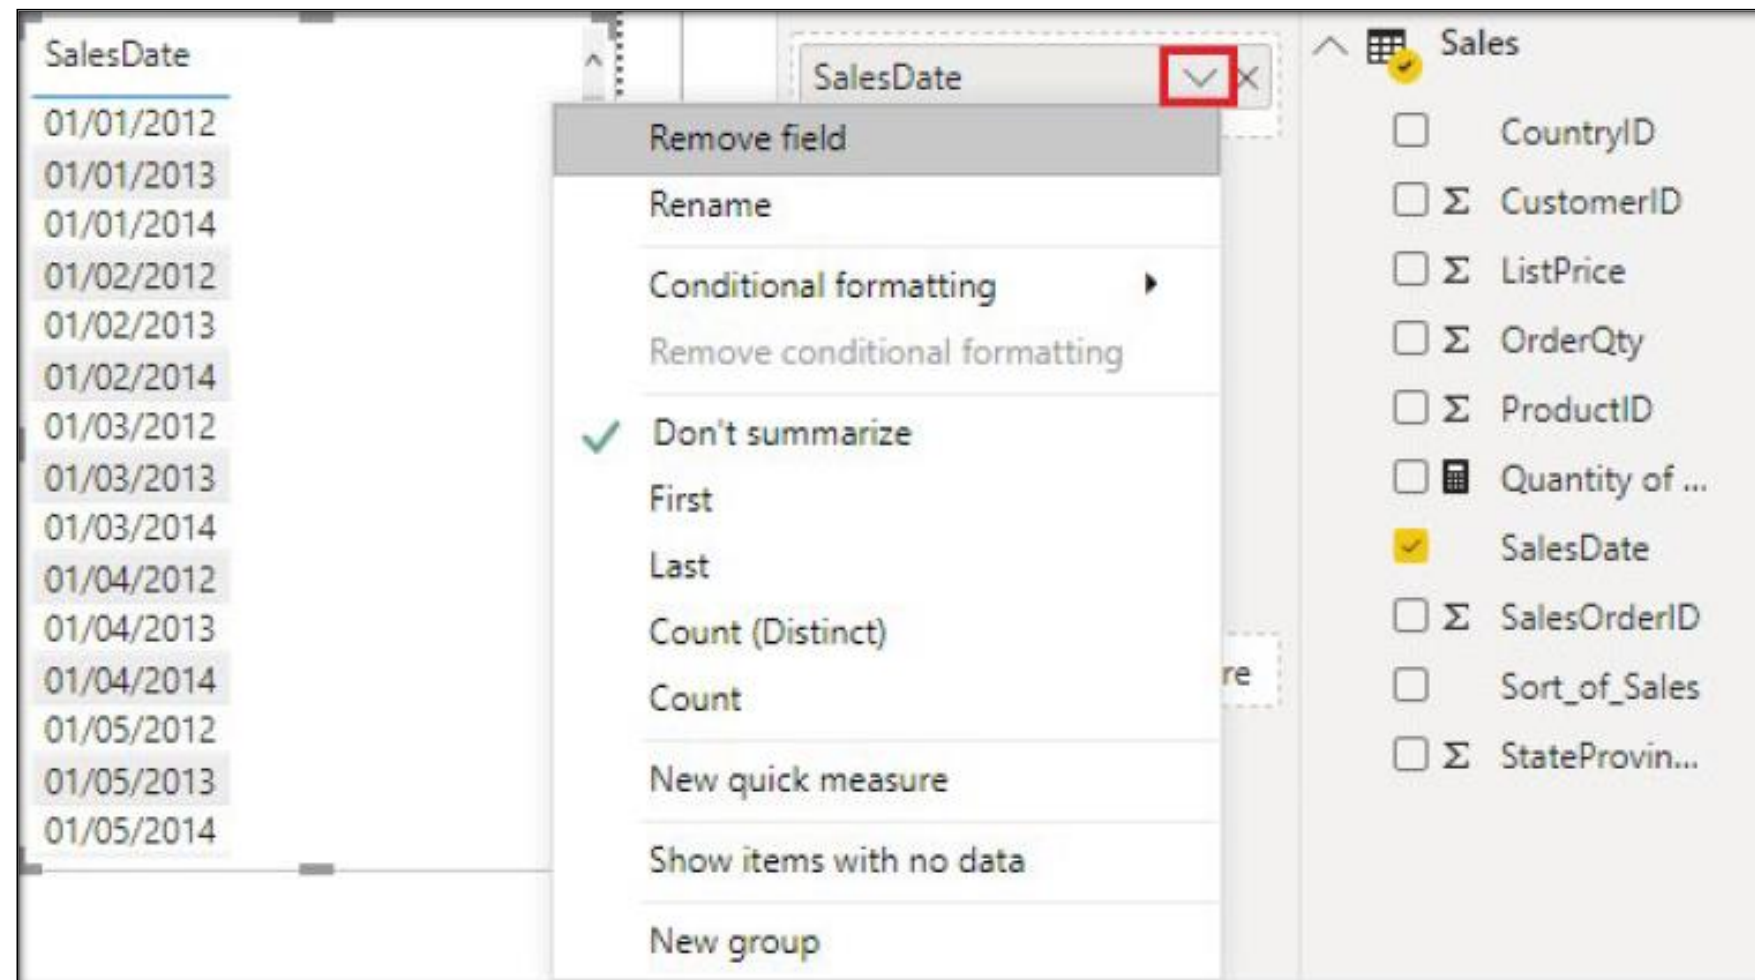 SalesDate
01/01/2012
01/01/2013
01/01/2014
01/02/2012
01/02/2013
01/02/2014
01/03/2012
01/03/2013
01/03/2014
01/04/2012
01/04/2013
01/04/2014
01/05/2012
01/05/2013
01/05/2014
SalesDate
Remove field
Rename
Conditional formatting
Remove conditional formatting
Don't summarize
First
Last
Count (Distinct)
Count
New quick measure
Show items with no data
New group
re
Sales
CountryID
Σ CustomerID
Σ ListPrice
Σ OrderQty
Σ ProductID
Quantity of ...
SalesDate
Σ SalesOrderID
Sort_of_Sales
Σ StateProvin...